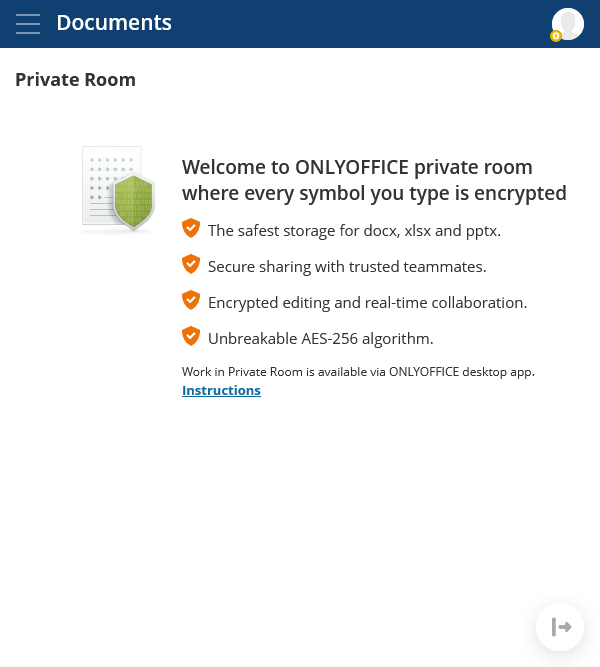 Documents
Private Room
Welcome to ONLYOFFICE private room
where every symbol you type is encrypted
The safest storage for docx, xlsx and pptx.
Secure sharing with trusted teammates.
Encrypted editing and real-time collaboration.
Unbreakable AES-256 algorithm.
Work in Private Room is available via ONLYOFFICE desktop app.
Instructions